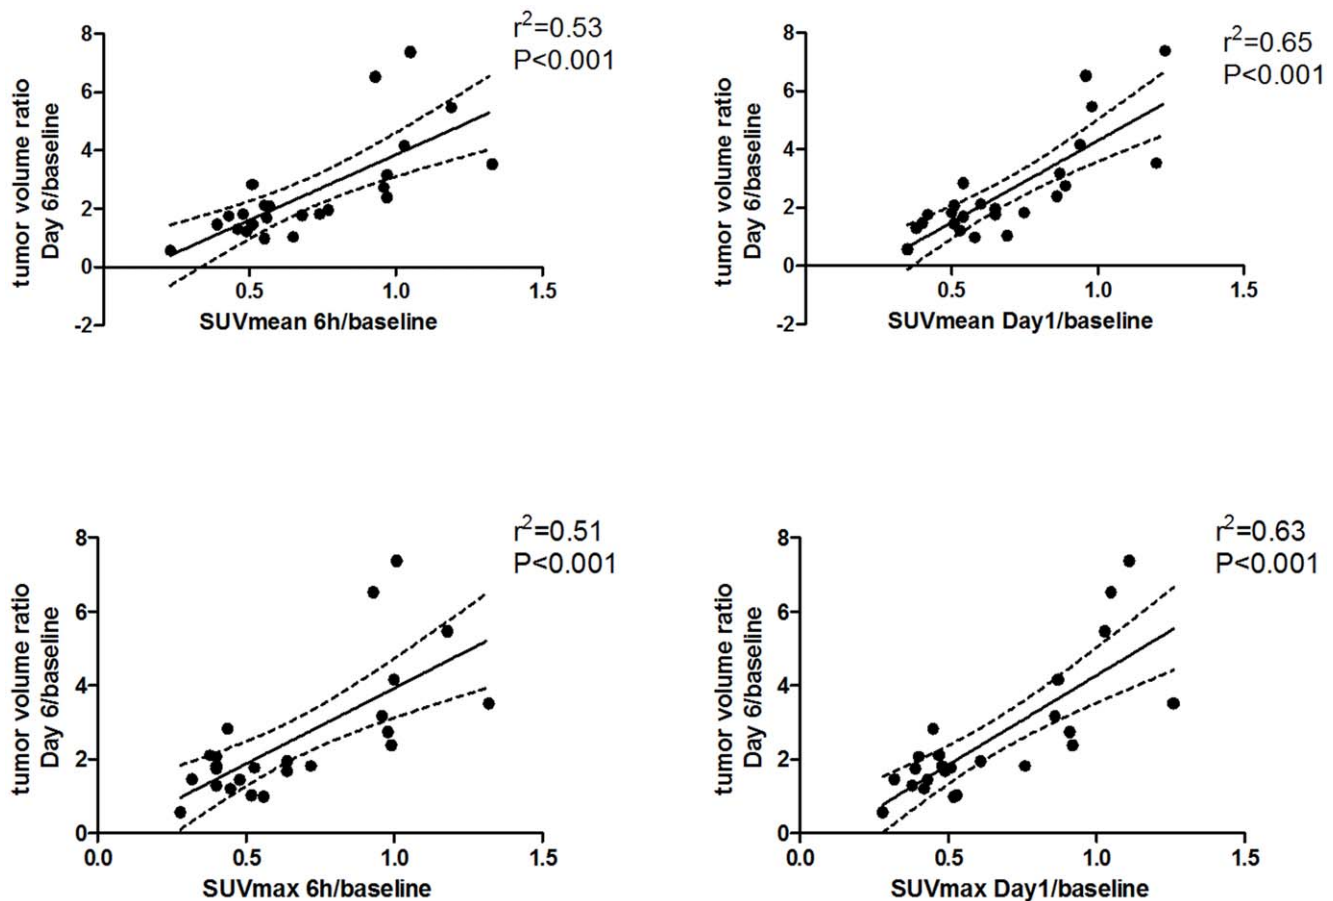 r²=0.53
P<0.001
tumor volume ratio
Day 6/baseline
8
6
4
2
0
-2
0.5 1.0 1.5
SUVmean 6h/baseline
r²=0.65
P<0.001
tumor volume ratio
Day 6/baseline
8
6
4
2
0
-2
0.5 1.0 1.5
SUVmean Day1/baseline
r²=0.51
P<0.001
tumor volume ratio
Day 6/baseline
8
6
4
2
0
0.0 0.5 1.0 1.5
SUVmax 6h/baseline
r²=0.63
P<0.001
tumor volume ratio
Day 6/baseline
8
6
4
2
0
0.0 0.5 1.0 1.5
SUVmax Day1/baseline